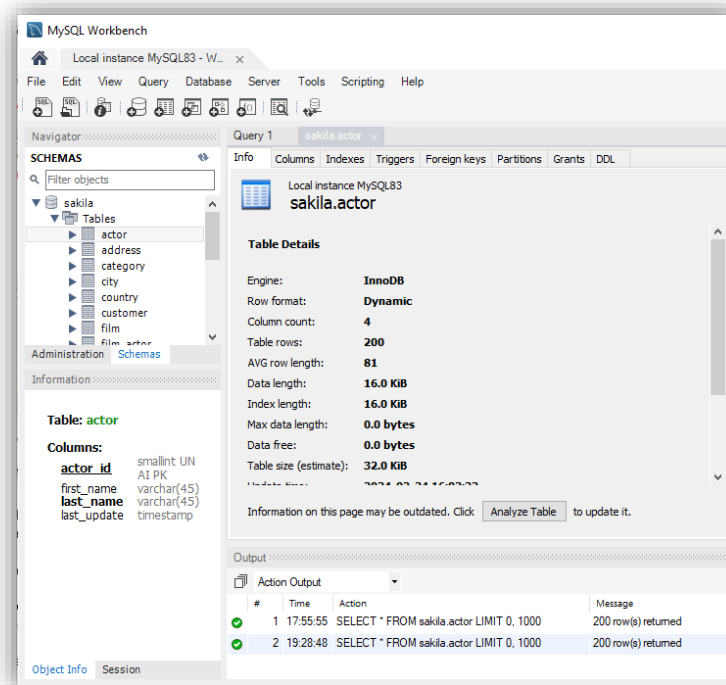 MySQL Workbench
Local instance MySQL83 - W... ×
File Edit View Query Database Server Tools Scripting Help
Navigator
SCHEMAS
Filter objects
sakila
Tables
actor
address
category
city
country
customer
film
film_actor
Administration Schemas
Information
Table: actor
Columns:
actor_id smallint UN AI PK
first_name varchar(45)
last_name varchar(45)
last_update timestamp
Object Info Session
Query 1 sakila.actor ×
Info Columns Indexes Triggers Foreign keys Partitions Grants DDL
Local instance MySQL83
sakila.actor
Table Details
Engine: InnoDB
Row format: Dynamic
Column count: 4
Table rows: 200
AVG row length: 81
Data length: 16.0 KiB
Index length: 16.0 KiB
Max data length: 0.0 bytes
Data free: 0.0 bytes
Table size (estimate): 32.0 KiB
Information on this page may be outdated. Click Analyze Table to update it.
Output
Action Output
# Time Action Message
1 17:55:55 SELECT * FROM sakila.actor LIMIT 0, 1000 200 row(s) returned
2 19:28:48 SELECT * FROM sakila.actor LIMIT 0, 1000 200 row(s) returned